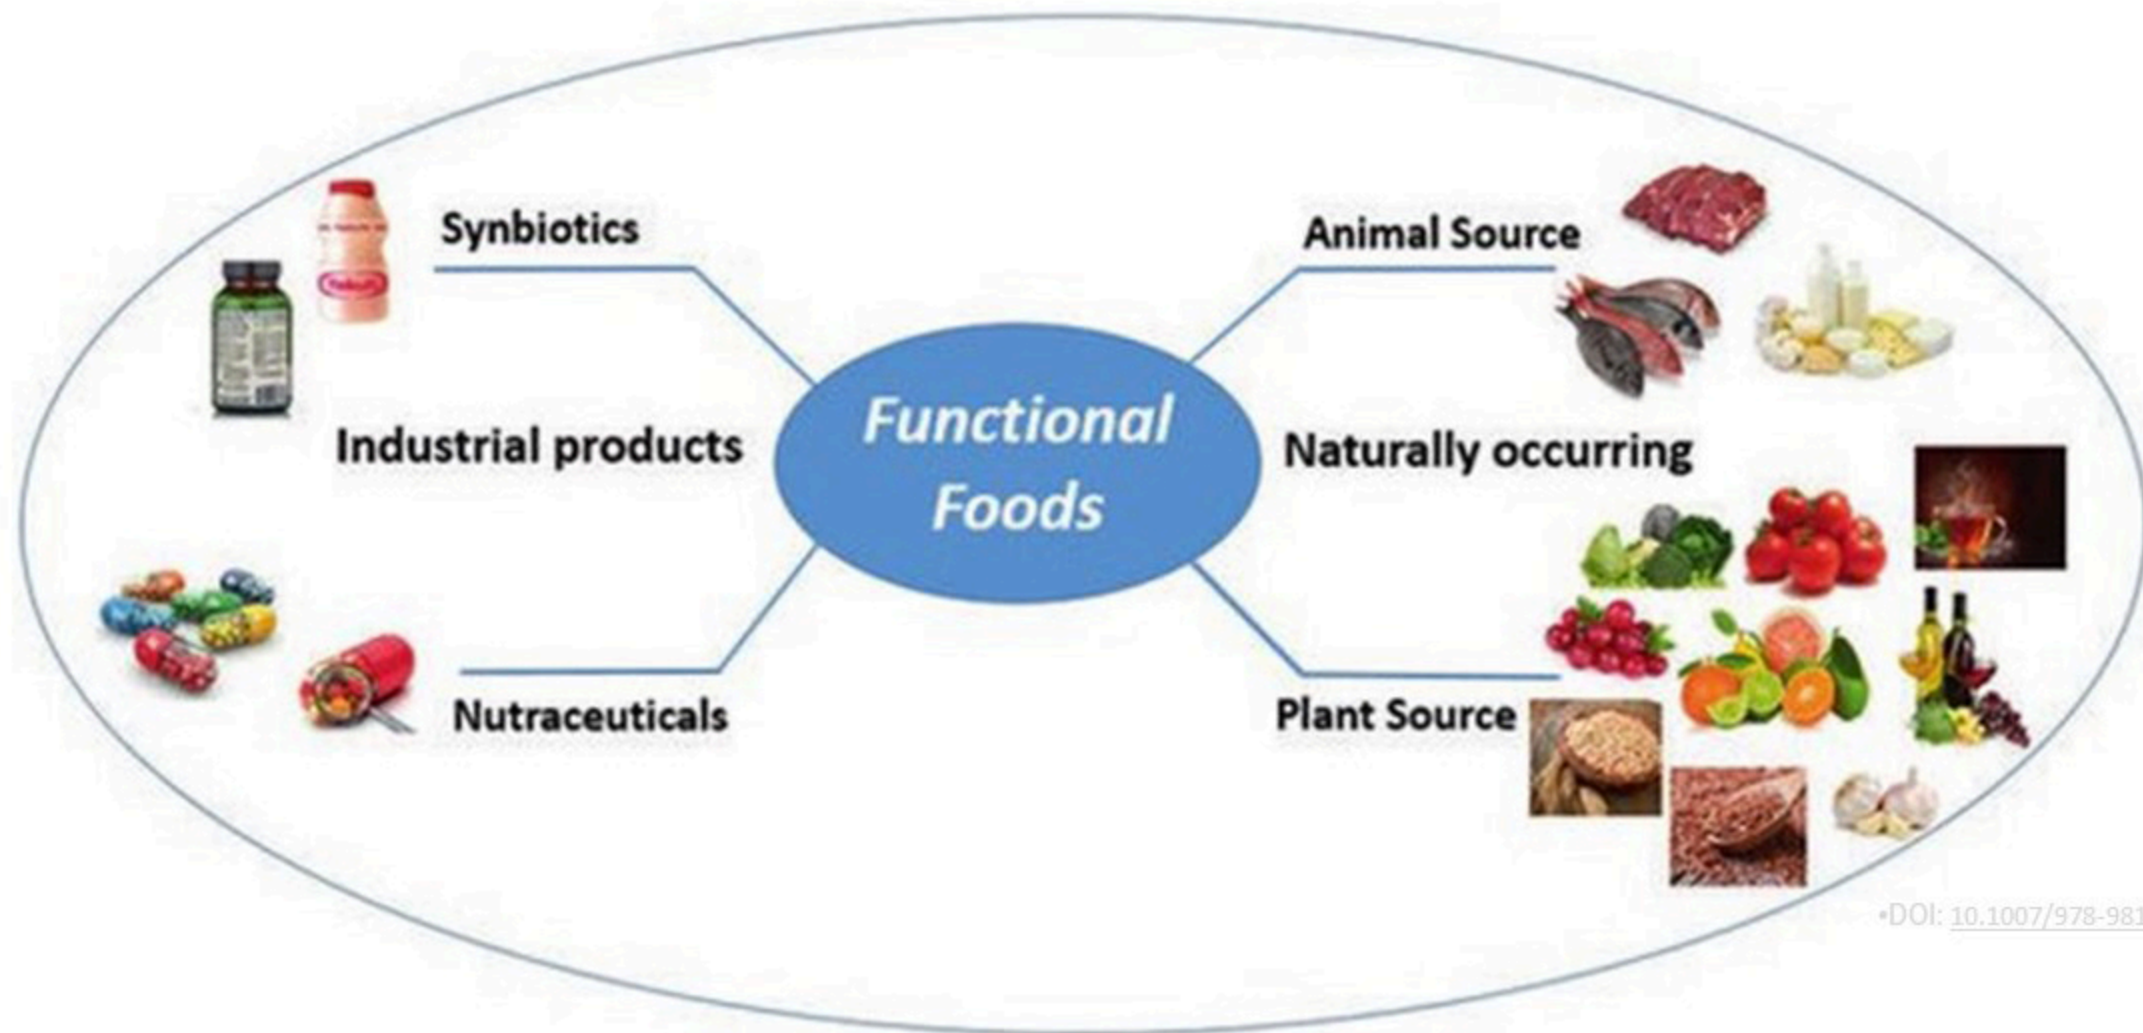 Synbiotics
Animal Source
Industrial products
Functional
Foods
Naturally occurring
Nutraceuticals
Plant Source
•DOI: 10.1007/978-981